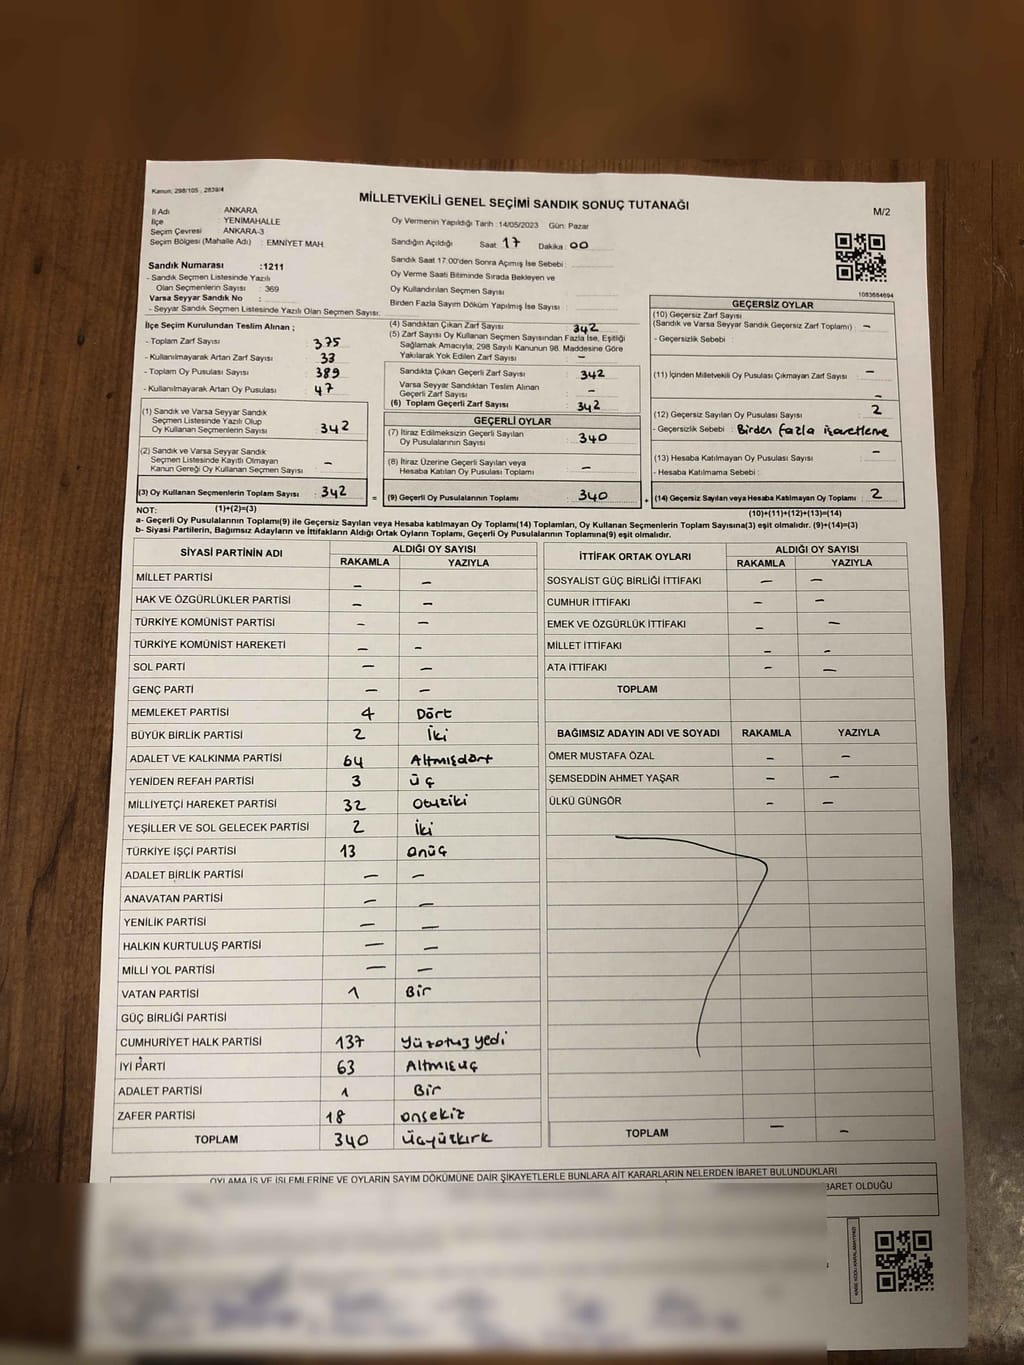 Kanun: 298/105 , 2839/4
MİLLETVEKİLİ GENEL SEÇİMİ SANDIK SONUÇ TUTANAĞI
M/2
İl Adı : ANKARA
İlçe : YENİMAHALLE
Seçim Çevresi : ANKARA-3
Seçim Bölgesi (Mahalle Adı) : EMNİYET MAH.
Oy Vermenin Yapıldığı Tarih : 14/05/2023 Gün: Pazar
Sandığın Açıldığı Saat: 17 Dakika: 00
Sandık Saat 17:00'den Sonra Açılmış İse Sebebi :
Oy Verme Saati Bitiminde Sırada Bekleyen ve
Oy Kullandırılan Seçmen Sayısı
Birden Fazla Sayım Döküm Yapılmış İse Sayısı :
1083684694
Sandık Numarası :1211
- Sandık Seçmen Listesinde Yazılı
Olan Seçmenlerin Sayısı : 369
Varsa Seyyar Sandık No :
- Seyyar Sandık Seçmen Listesinde Yazılı Olan Seçmen Sayısı:
İlçe Seçim Kurulundan Teslim Alınan ;
- Toplam Zarf Sayısı : 375
- Kullanılmayarak Artan Zarf Sayısı : 33
- Toplam Oy Pusulası Sayısı : 389
- Kullanılmayarak Artan Oy Pusulası : 47
(1) Sandık ve Varsa Seyyar Sandık
Seçmen Listesinde Yazılı Olup
Oy Kullanan Seçmenlerin Sayısı : 342
(2) Sandık ve Varsa Seyyar Sandık
Seçmen Listesinde Kayıtlı Olmayan
Kanun Gereği Oy Kullanan Seçmen Sayısı : –
(3) Oy Kullanan Seçmenlerin Toplam Sayısı : 342
(1)+(2)=(3)
(4) Sandıktan Çıkan Zarf Sayısı : 342
(5) Zarf Sayısı Oy Kullanan Seçmen Sayısından Fazla İse, Eşitliği
Sağlamak Amacıyla; 298 Sayılı Kanunun 98. Maddesine Göre
Yakılarak Yok Edilen Zarf Sayısı : –
Sandıkta Çıkan Geçerli Zarf Sayısı : 342
Varsa Seyyar Sandıktan Teslim Alınan
Geçerli Zarf Sayısı : –
(6) Toplam Geçerli Zarf Sayısı : 342
GEÇERLİ OYLAR
(7) İtiraz Edilmeksizin Geçerli Sayılan
Oy Pusulalarının Sayısı : 340
(8) İtiraz Üzerine Geçerli Sayılan veya
Hesaba Katılan Oy Pusulası Toplamı : –
= (9) Geçerli Oy Pusulalarının Toplamı : 340
GEÇERSİZ OYLAR
(10) Geçersiz Zarf Sayısı
(Sandık ve Varsa Seyyar Sandık Geçersiz Zarf Toplamı) : –
- Geçersizlik Sebebi :
(11) İçinden Milletvekili Oy Pusulası Çıkmayan Zarf Sayısı : –
–
(12) Geçersiz Sayılan Oy Pusulası Sayısı : 2
- Geçersizlik Sebebi : Birden fazla işaretleme
(13) Hesaba Katılmayan Oy Pusulası Sayısı : –
- Hesaba Katılmama Sebebi :
+ (14) Geçersiz Sayılan veya Hesaba Katılmayan Oy Toplamı : 2
(10)+(11)+(12)+(13)=(14)
NOT:
a- Geçerli Oy Pusulalarının Toplamı(9) ile Geçersiz Sayılan veya Hesaba katılmayan Oy Toplamı(14) Toplamları, Oy Kullanan Seçmenlerin Toplam Sayısına(3) eşit olmalıdır. (9)+(14)=(3)
b- Siyasi Partilerin, Bağımsız Adayların ve İttifakların Aldığı Ortak Oyların Toplamı, Geçerli Oy Pusulalarının Toplamına(9) eşit olmalıdır.
SİYASİ PARTİNİN ADI ALDIĞI OY SAYISI
RAKAMLA YAZIYLA
MİLLET PARTİSİ – –
HAK VE ÖZGÜRLÜKLER PARTİSİ – –
TÜRKİYE KOMÜNİST PARTİSİ – –
TÜRKİYE KOMÜNİST HAREKETİ – –
SOL PARTİ – –
GENÇ PARTİ – –
MEMLEKET PARTİSİ 4 Dört
BÜYÜK BİRLİK PARTİSİ 2 İki
ADALET VE KALKINMA PARTİSİ 64 Altmışdört
YENİDEN REFAH PARTİSİ 3 üç
MİLLİYETÇİ HAREKET PARTİSİ 32 Otuziki
YEŞİLLER VE SOL GELECEK PARTİSİ 2 İki
TÜRKİYE İŞÇİ PARTİSİ 13 onüç
ADALET BİRLİK PARTİSİ – –
ANAVATAN PARTİSİ – –
YENİLİK PARTİSİ – –
HALKIN KURTULUŞ PARTİSİ – –
MİLLİ YOL PARTİSİ – –
VATAN PARTİSİ 1 Bir
GÜÇ BİRLİĞİ PARTİSİ
CUMHURİYET HALK PARTİSİ 137 Yüzotuz yedi
İYİ PARTİ 63 Altmışüç
ADALET PARTİSİ 1 Bir
ZAFER PARTİSİ 18 onsekiz
TOPLAM 340 üçyüzkırk
İTTİFAK ORTAK OYLARI ALDIĞI OY SAYISI
RAKAMLA YAZIYLA
SOSYALİST GÜÇ BİRLİĞİ İTTİFAKI – –
CUMHUR İTTİFAKI – –
EMEK VE ÖZGÜRLÜK İTTİFAKI – –
MİLLET İTTİFAKI – –
ATA İTTİFAKI – –
TOPLAM
BAĞIMSIZ ADAYIN ADI VE SOYADI RAKAMLA YAZIYLA
ÖMER MUSTAFA ÖZAL – –
ŞEMSEDDİN AHMET YAŞAR – –
ÜLKÜ GÜNGÖR – –
TOPLAM – –
OYLAMA İŞ VE İŞLEMLERİNE VE OYLARIN SAYIM DÖKÜMÜNE DAİR ŞİKAYETLERLE BUNLARA AİT KARARLARIN NELERDEN İBARET BULUNDUKLARI
BARET OLDUĞU